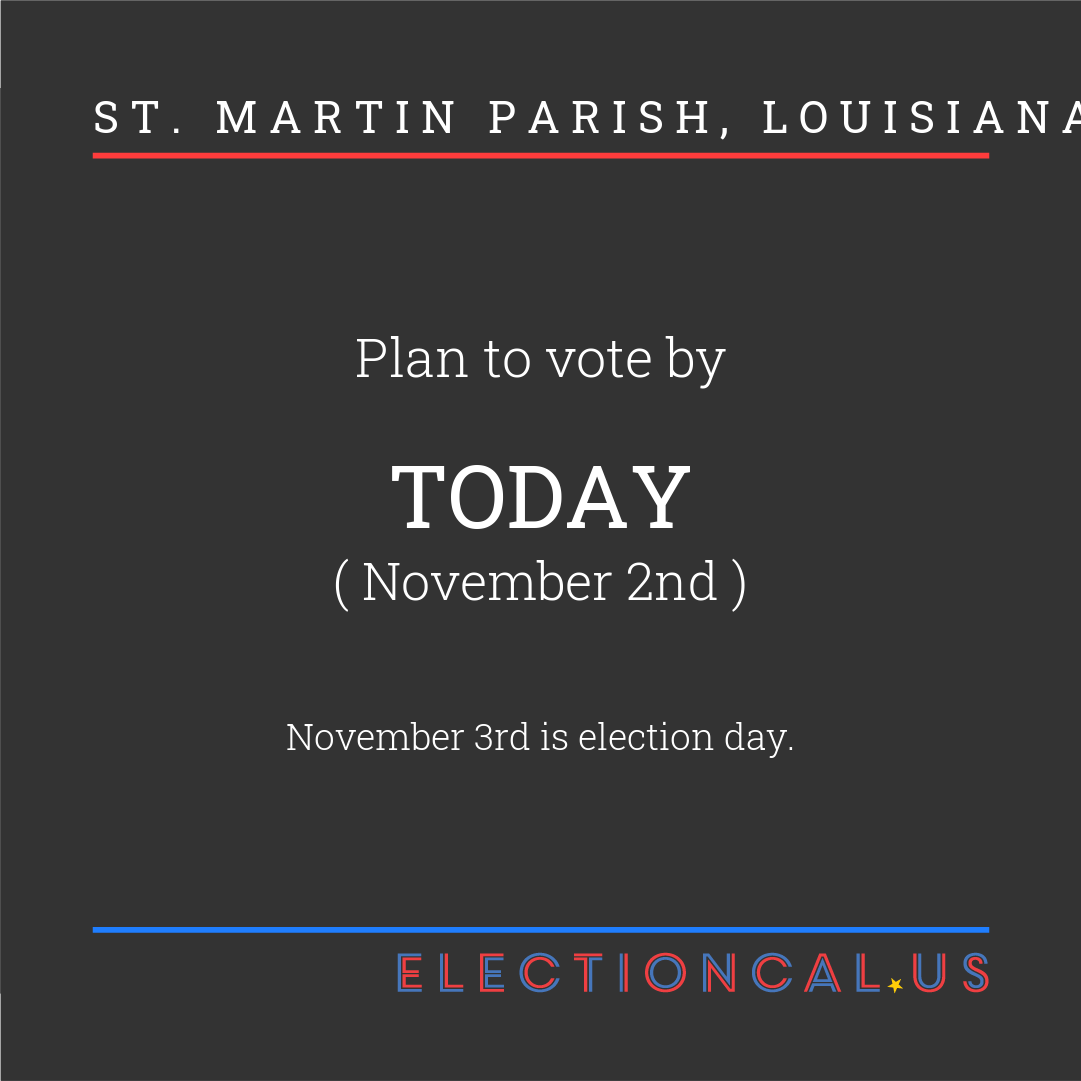 ST. MARTIN PARISH, LOUISIANA
Plan to vote by
TODAY
( November 2nd )
November 3rd is election day.
ELECTIONCAL.US